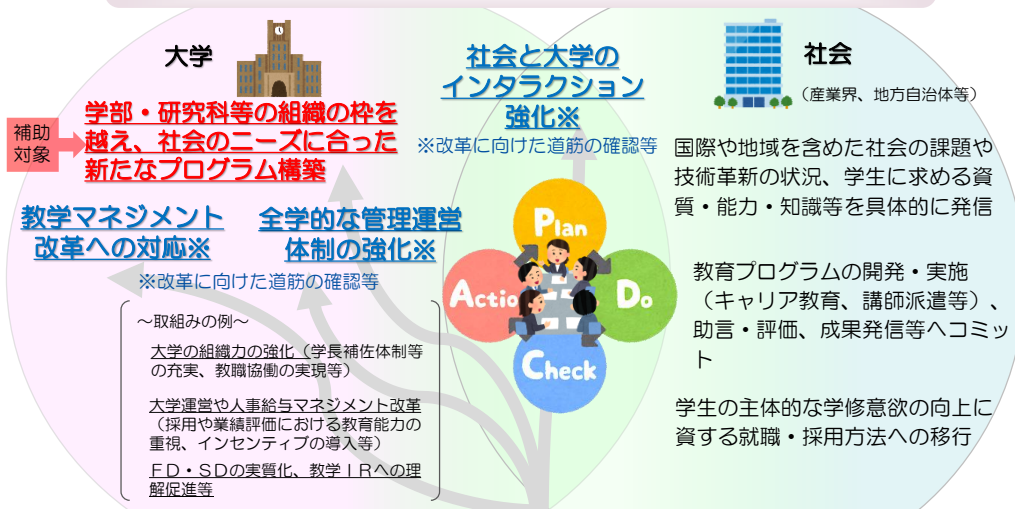 大学
補助
対象
学部・研究科等の組織の枠を
越え、社会のニーズに合った
新たなプログラム構築
教学マネジメント
改革への対応※
全学的な管理運営
体制の強化※
※改革に向けた道筋の確認等
～取組みの例～
大学の組織力の強化（学長補佐体制等
の充実、教職協働の実現等）
大学運営や人事給与マネジメント改革
（採用や業績評価における教育能力の
重視、インセンティブの導入等）
ＦＤ・ＳＤの実質化、教学ＩＲへの理
解促進等
社会と大学の
インタラクション
強化※
※改革に向けた道筋の確認等
Plan
Actio
Do
Check
社会
（産業界、地方自治体等）
国際や地域を含めた社会の課題や
技術革新の状況、学生に求める資
質・能力・知識等を具体的に発信
教育プログラムの開発・実施
（キャリア教育、講師派遣等）、
助言・評価、成果発信等へコミッ
ト
学生の主体的な学修意欲の向上に
資する就職・採用方法への移行